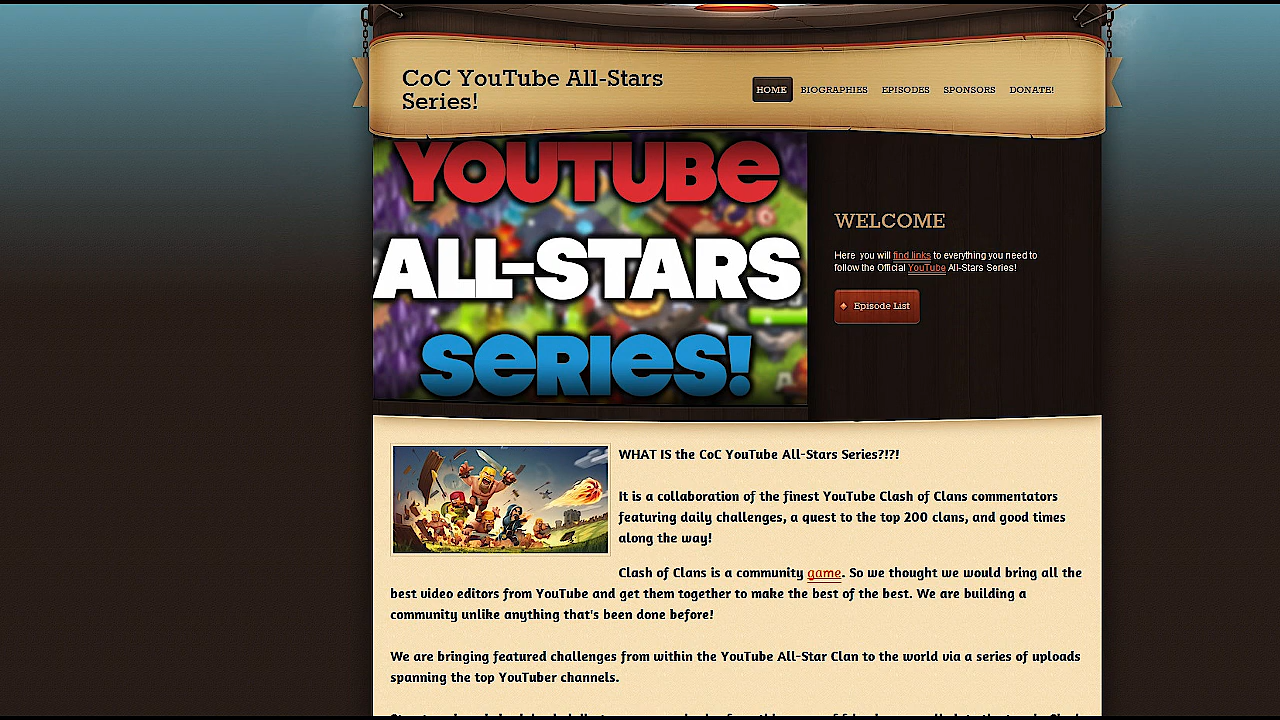 CoC YouTube All-Stars
Series!
HOME BIOGRAPHIES EPISODES SPONSORS DONATE!
YOUTUBe
ALL-STARS
SeRIeS!
WELCOME
Here you will find links to everything you need to
follow the Official YouTube All-Stars Series!
Episode List
WHAT IS the CoC YouTube All-Stars Series?!?!
It is a collaboration of the finest YouTube Clash of Clans commentators
featuring daily challenges, a quest to the top 200 clans, and good times
along the way!
Clash of Clans is a community game. So we thought we would bring all the
best video editors from YouTube and get them together to make the best of the best. We are building a
community unlike anything that's been done before!
We are bringing featured challenges from within the YouTube All-Star Clan to the world via a series of uploads
spanning the top YouTuber channels.